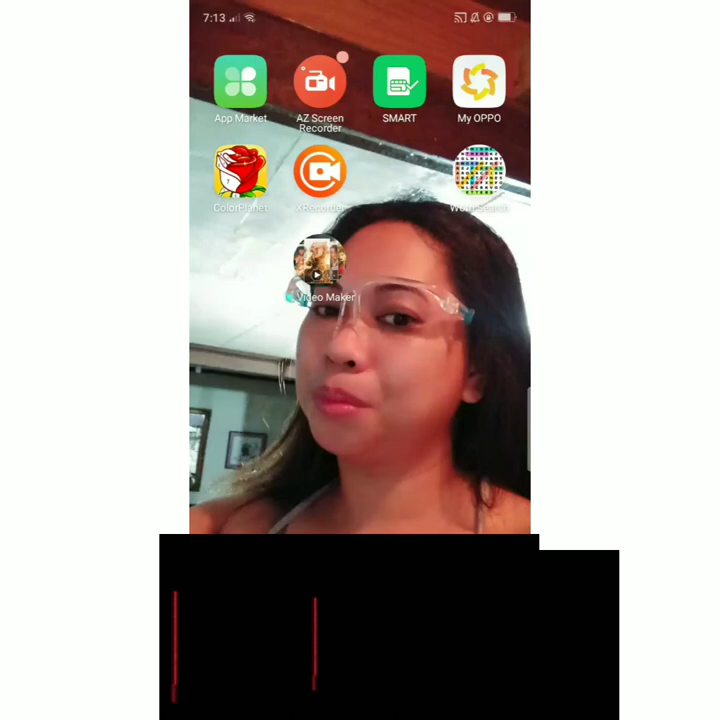 7:13
App Market
AZ Screen
Recorder
SMART
My OPPO
ColorPlanet
XRecorder
Word Search
Video Maker